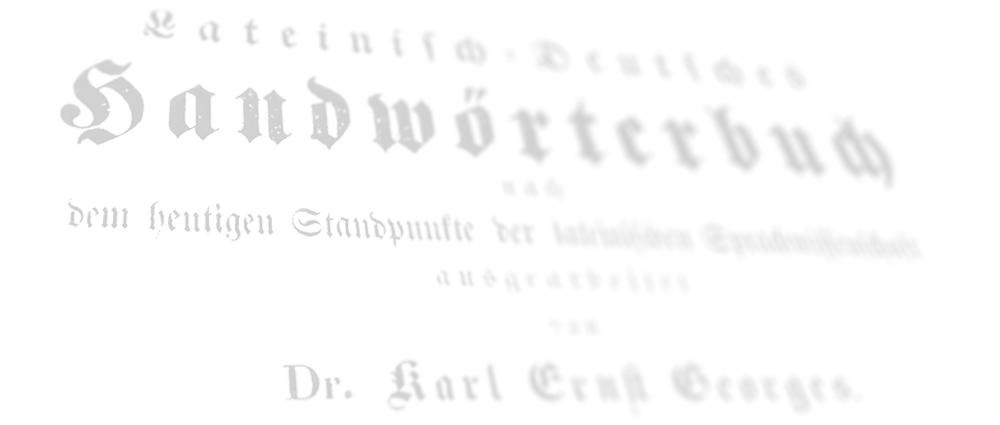 Lateinisch-Deutsches
Handwörterbuch
nach
dem heutigen Standpunkte der lateinischen Sprachwissenschaft
ausgearbeitet
von
Dr. Karl Ernst Georges.